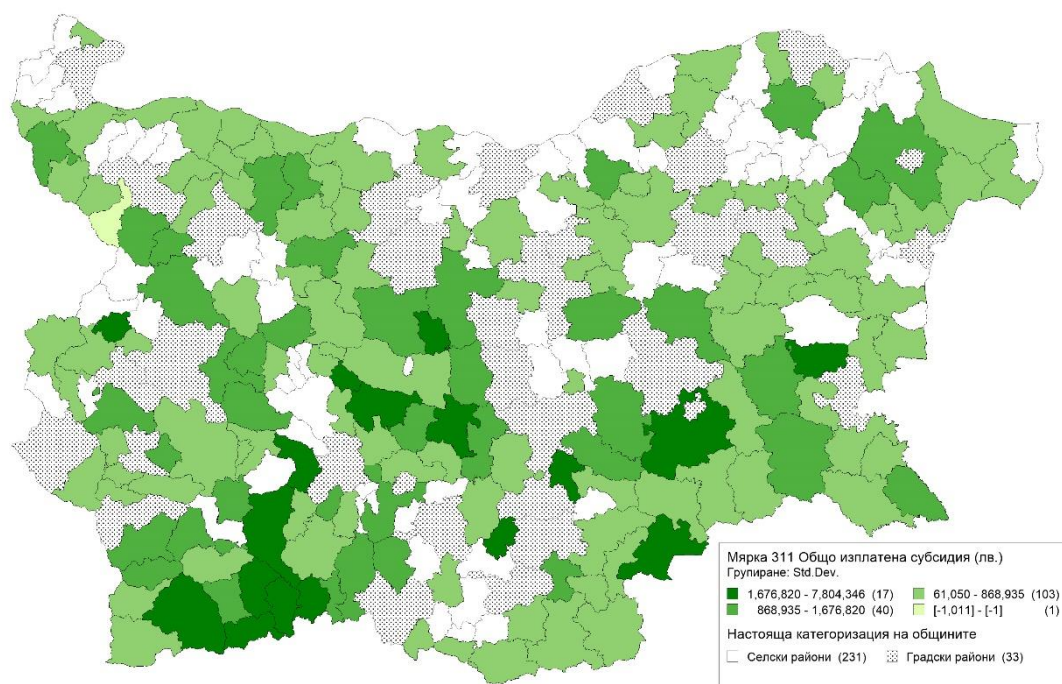 Мярка 311 Общо изплатена субсидия (лв.)
Групиране: Std.Dev.
1,676,820 - 7,804,346 (17) 61,050 - 868,935 (103)
868,935 - 1,676,820 (40) [-1,011] - [-1] (1)
Настояща категоризация на общините
Селски райони (231) Градски райони (33)